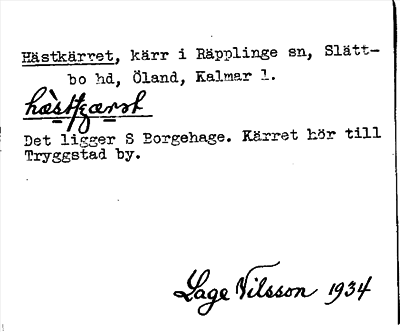 Hästkärret, kärr i Räpplinge sn, Slätt-
bo hd, Öland, Kalmar l.
Det ligger S Borgehage. Kärret hör till
Tryggstad by.
Lage Nilsson 1934